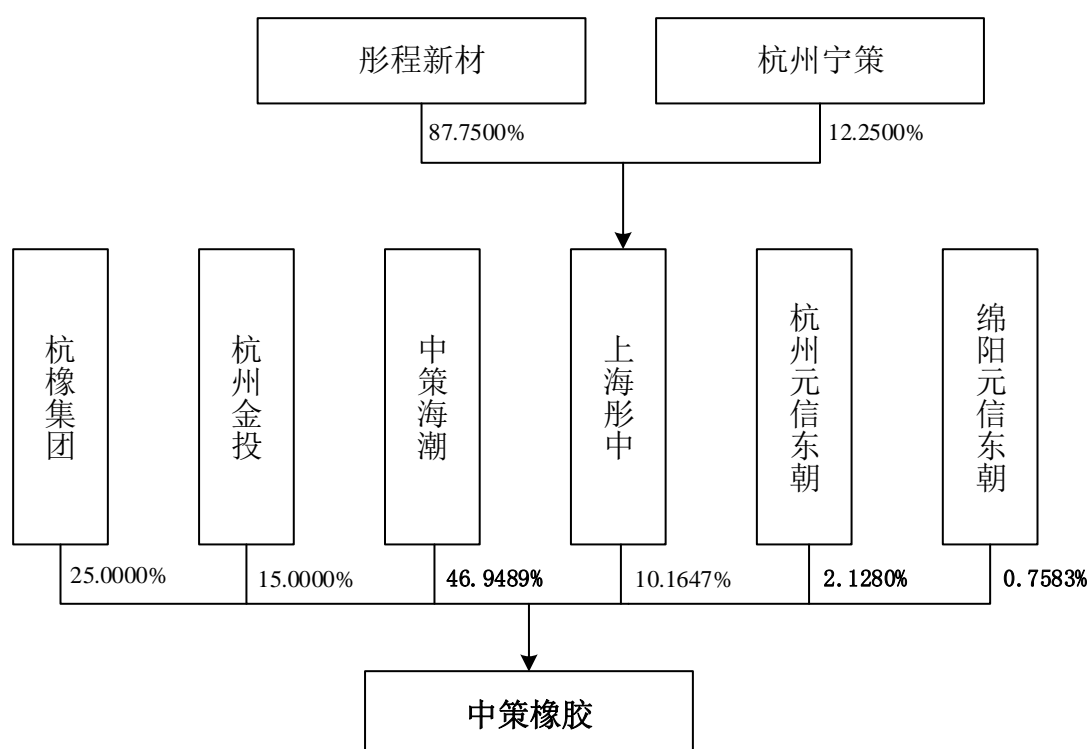 彤程新材
杭州宁策
87.7500%
12.2500%
杭橡集团
杭州金投
中策海潮
上海彤中
杭州元信东朝
绵阳元信东朝
25.0000%
15.0000%
46.9489%
10.1647%
2.1280%
0.7583%
中策橡胶